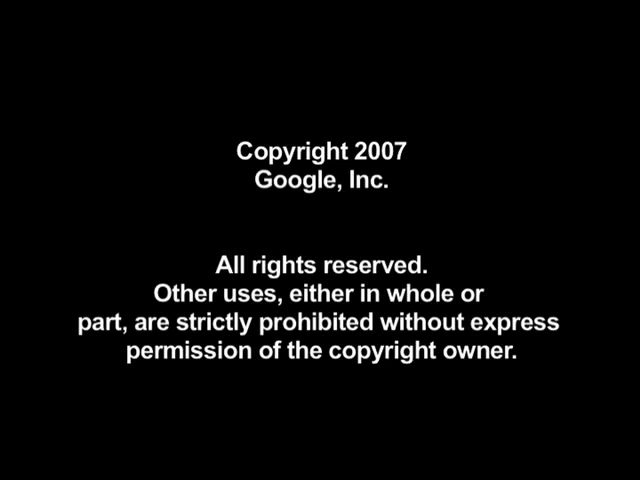 Copyright 2007
Google, Inc.
All rights reserved.
Other uses, either in whole or
part, are strictly prohibited without express
permission of the copyright owner.